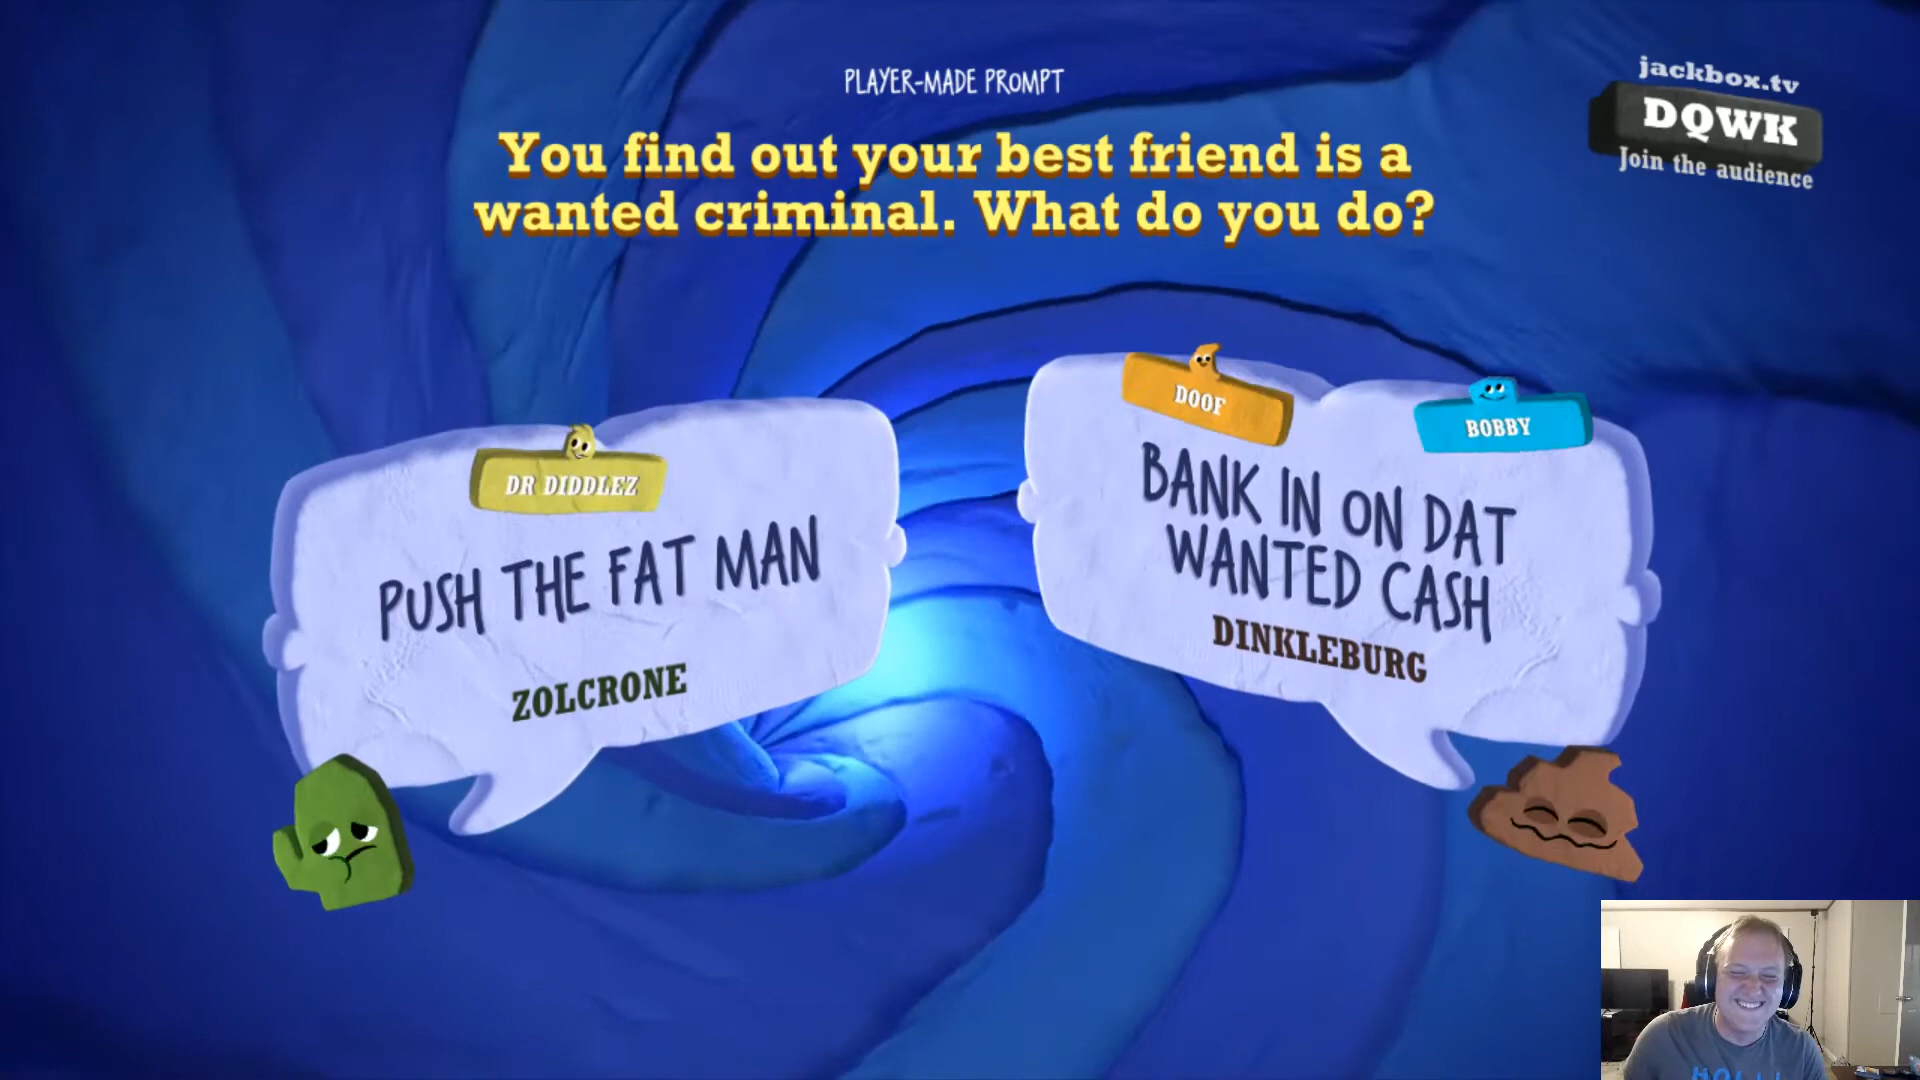 PLAYER-MADE PROMPT
You find out your best friend is a
wanted criminal. What do you do?
jackbox.tv
DQWK
Join the audience
DR DIDDLEZ
PUSH THE FAT MAN
ZOLCRONE
DOOF
BOBBY
BANK IN ON DAT
WANTED CASH
DINKLEBURG